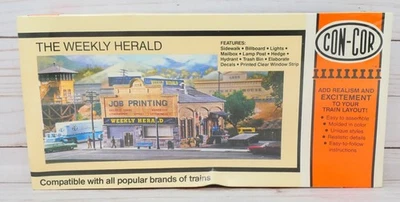 THE WEEKLY HERALD
FEATURES:
Sidewalk • Billboard • Lights •
Mailbox • Lamp Post • Hedge •
Hydrant • Trash Bin • Elaborate
Decals • Printed Clear Window Strip
CON-COR
ADD REALISM AND
EXCITEMENT
TO YOUR
TRAIN LAYOUT!
• Easy to assemble
• Molded in color
• Unique styles
• Realistic details
• Easy-to-follow
instructions
JOB PRINTING
WEEKLY HERALD
Compatible with all popular brands of trains